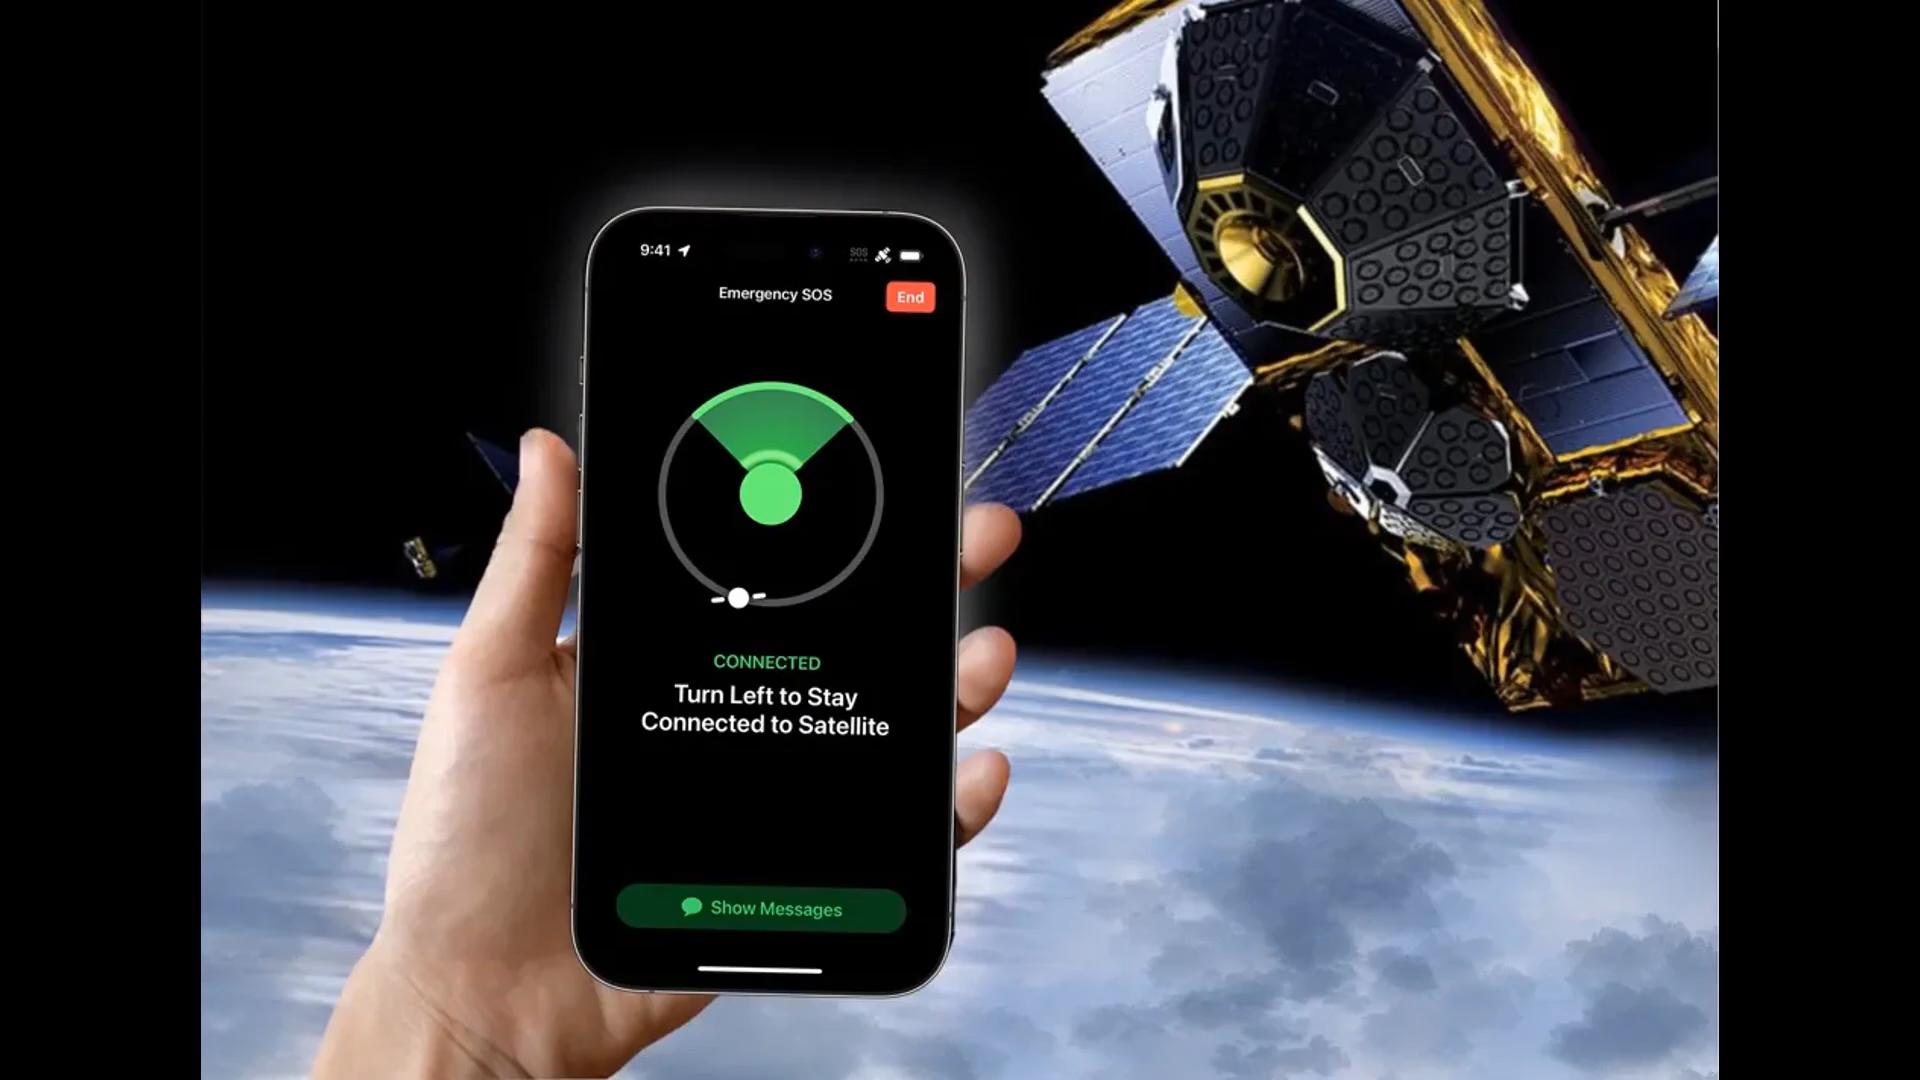 9:41
SOS
Emergency SOS
End
CONNECTED
Turn Left to Stay
Connected to Satellite
Show Messages